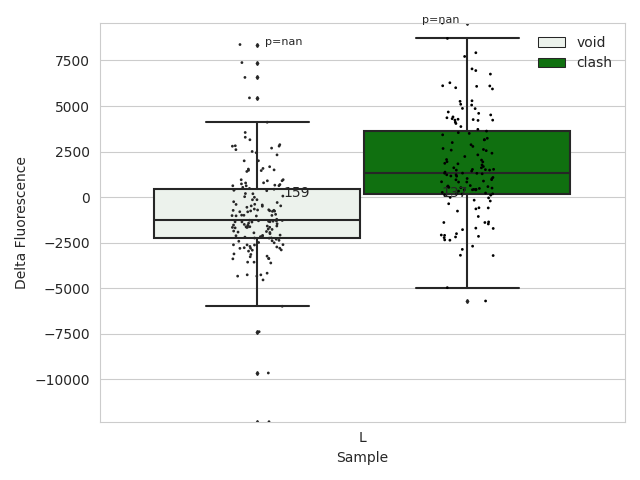 p=nan
p=nan
void
clash
159
7500
5000
2500
0
−2500
−5000
−7500
−10000
Delta Fluorescence
L
Sample